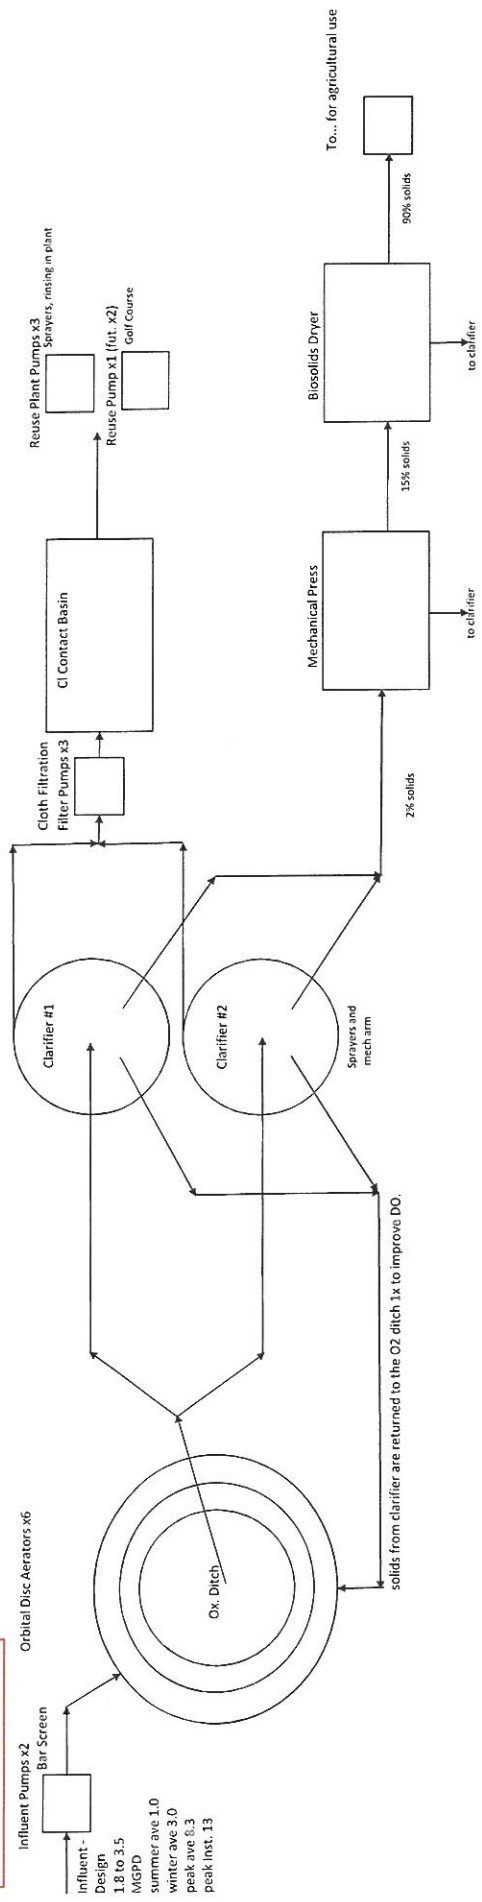 Influent Pumps x2
Bar Screen
Influent -
Design
1.8 to 3.5
MGPD
summer ave 1.0
winter ave 3.0
peak ave 8.3
peak Inst. 13
Orbital Disc Aerators x6
Ox. Ditch
solids from clarifier are returned to the O2 ditch 1x to improve DO.
Clarifier #1
Clarifier #2
Sprayers and
mech arm
Cloth Filtration
Filter Pumps x3
Cl Contact Basin
Reuse Plant Pumps x3
Sprayers, rinsing in plant
Reuse Pump x1 (fut. x2)
Golf Course
2% solids
Mechanical Press
to clarifier
15% solids
Biosolids Dryer
to clarifier
90% solids
To... for agricultural use